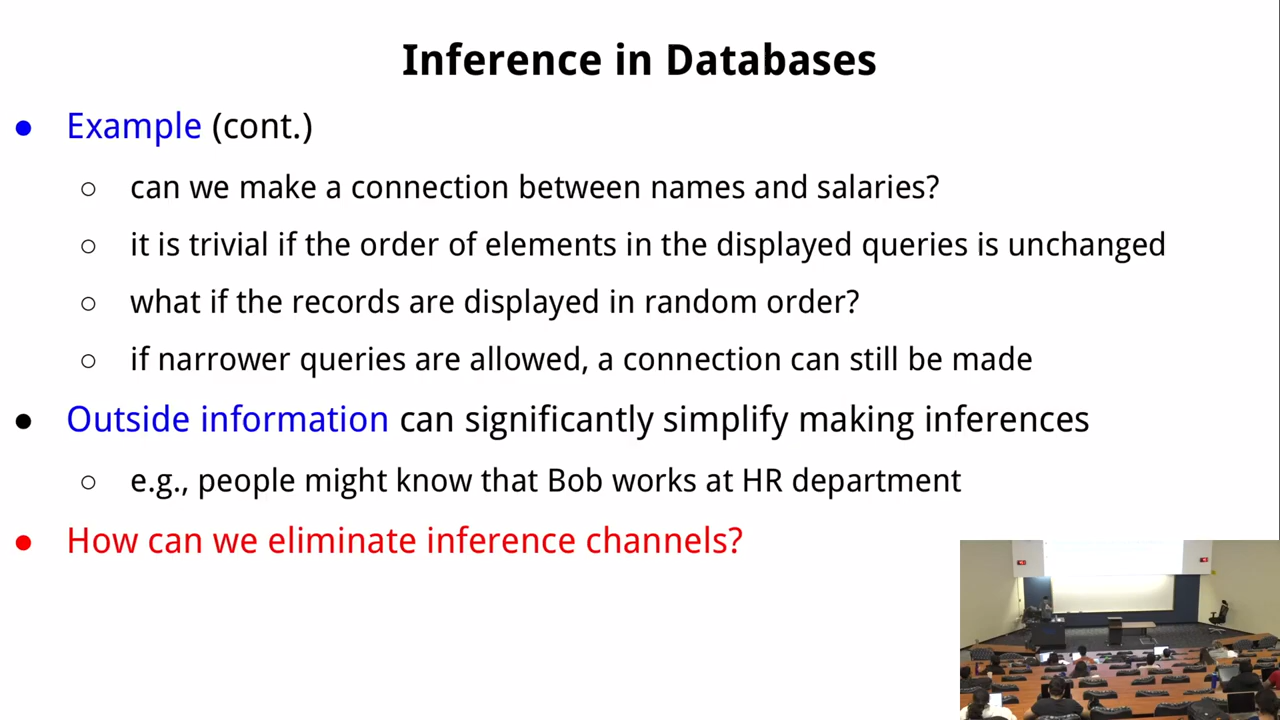 Inference in Databases
● Example (cont.)
○ can we make a connection between names and salaries?
○ it is trivial if the order of elements in the displayed queries is unchanged
○ what if the records are displayed in random order?
○ if narrower queries are allowed, a connection can still be made
● Outside information can significantly simplify making inferences
○ e.g., people might know that Bob works at HR department
● How can we eliminate inference channels?